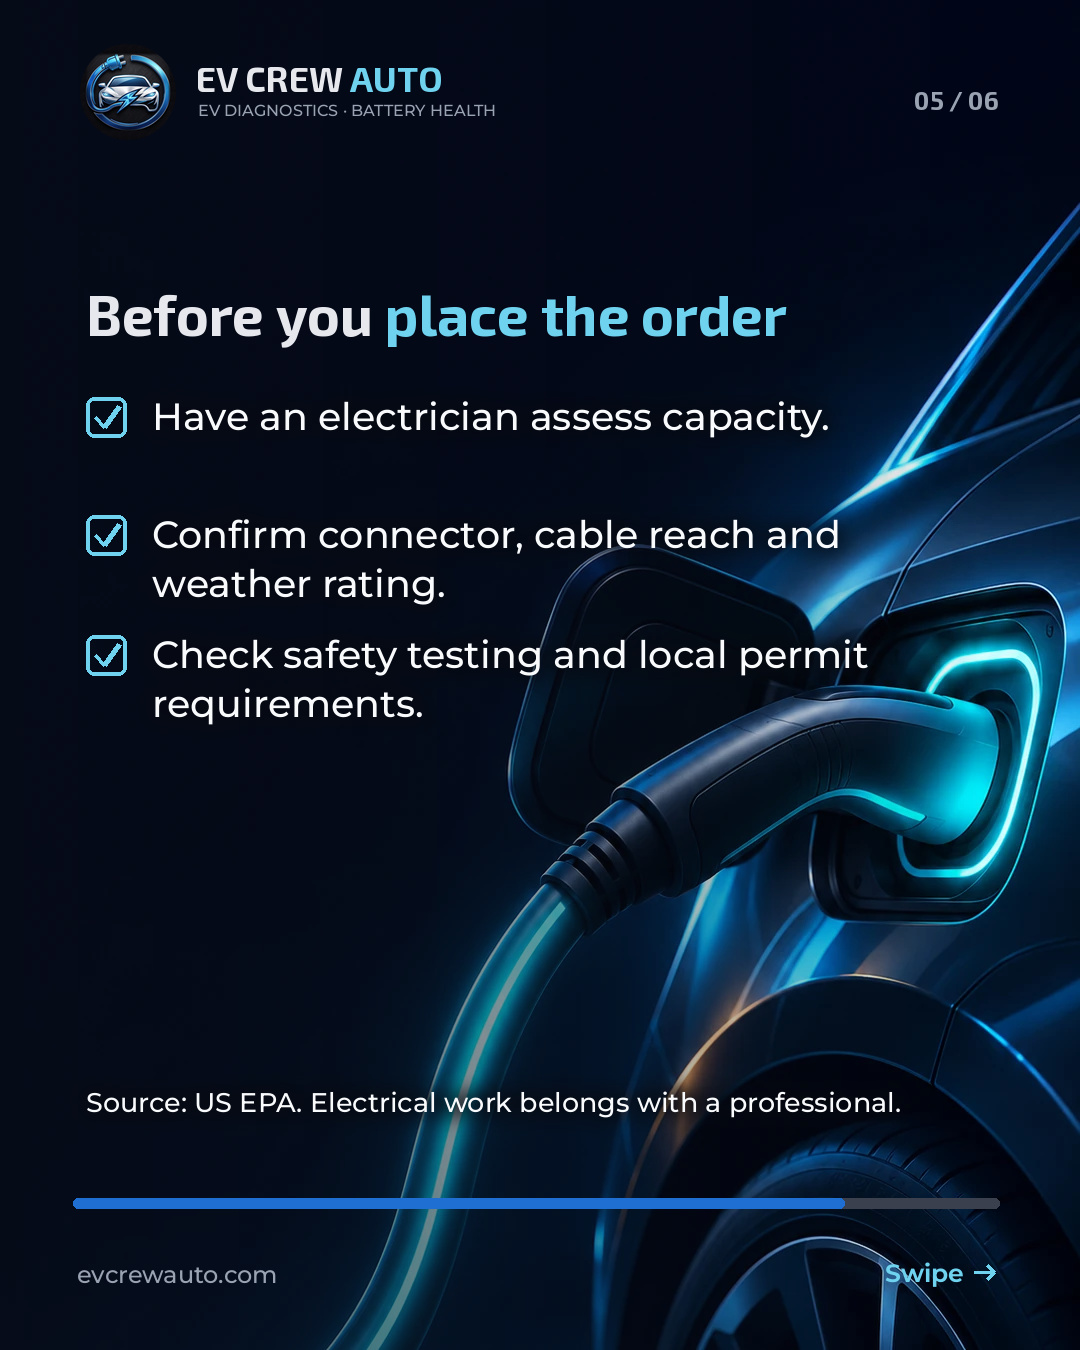 EV CREW AUTO
EV DIAGNOSTICS · BATTERY HEALTH
05 / 06
Before you place the order
Have an electrician assess capacity.
Confirm connector, cable reach and
weather rating.
Check safety testing and local permit
requirements.
Source: US EPA. Electrical work belongs with a professional.
evcrewauto.com
Swipe →